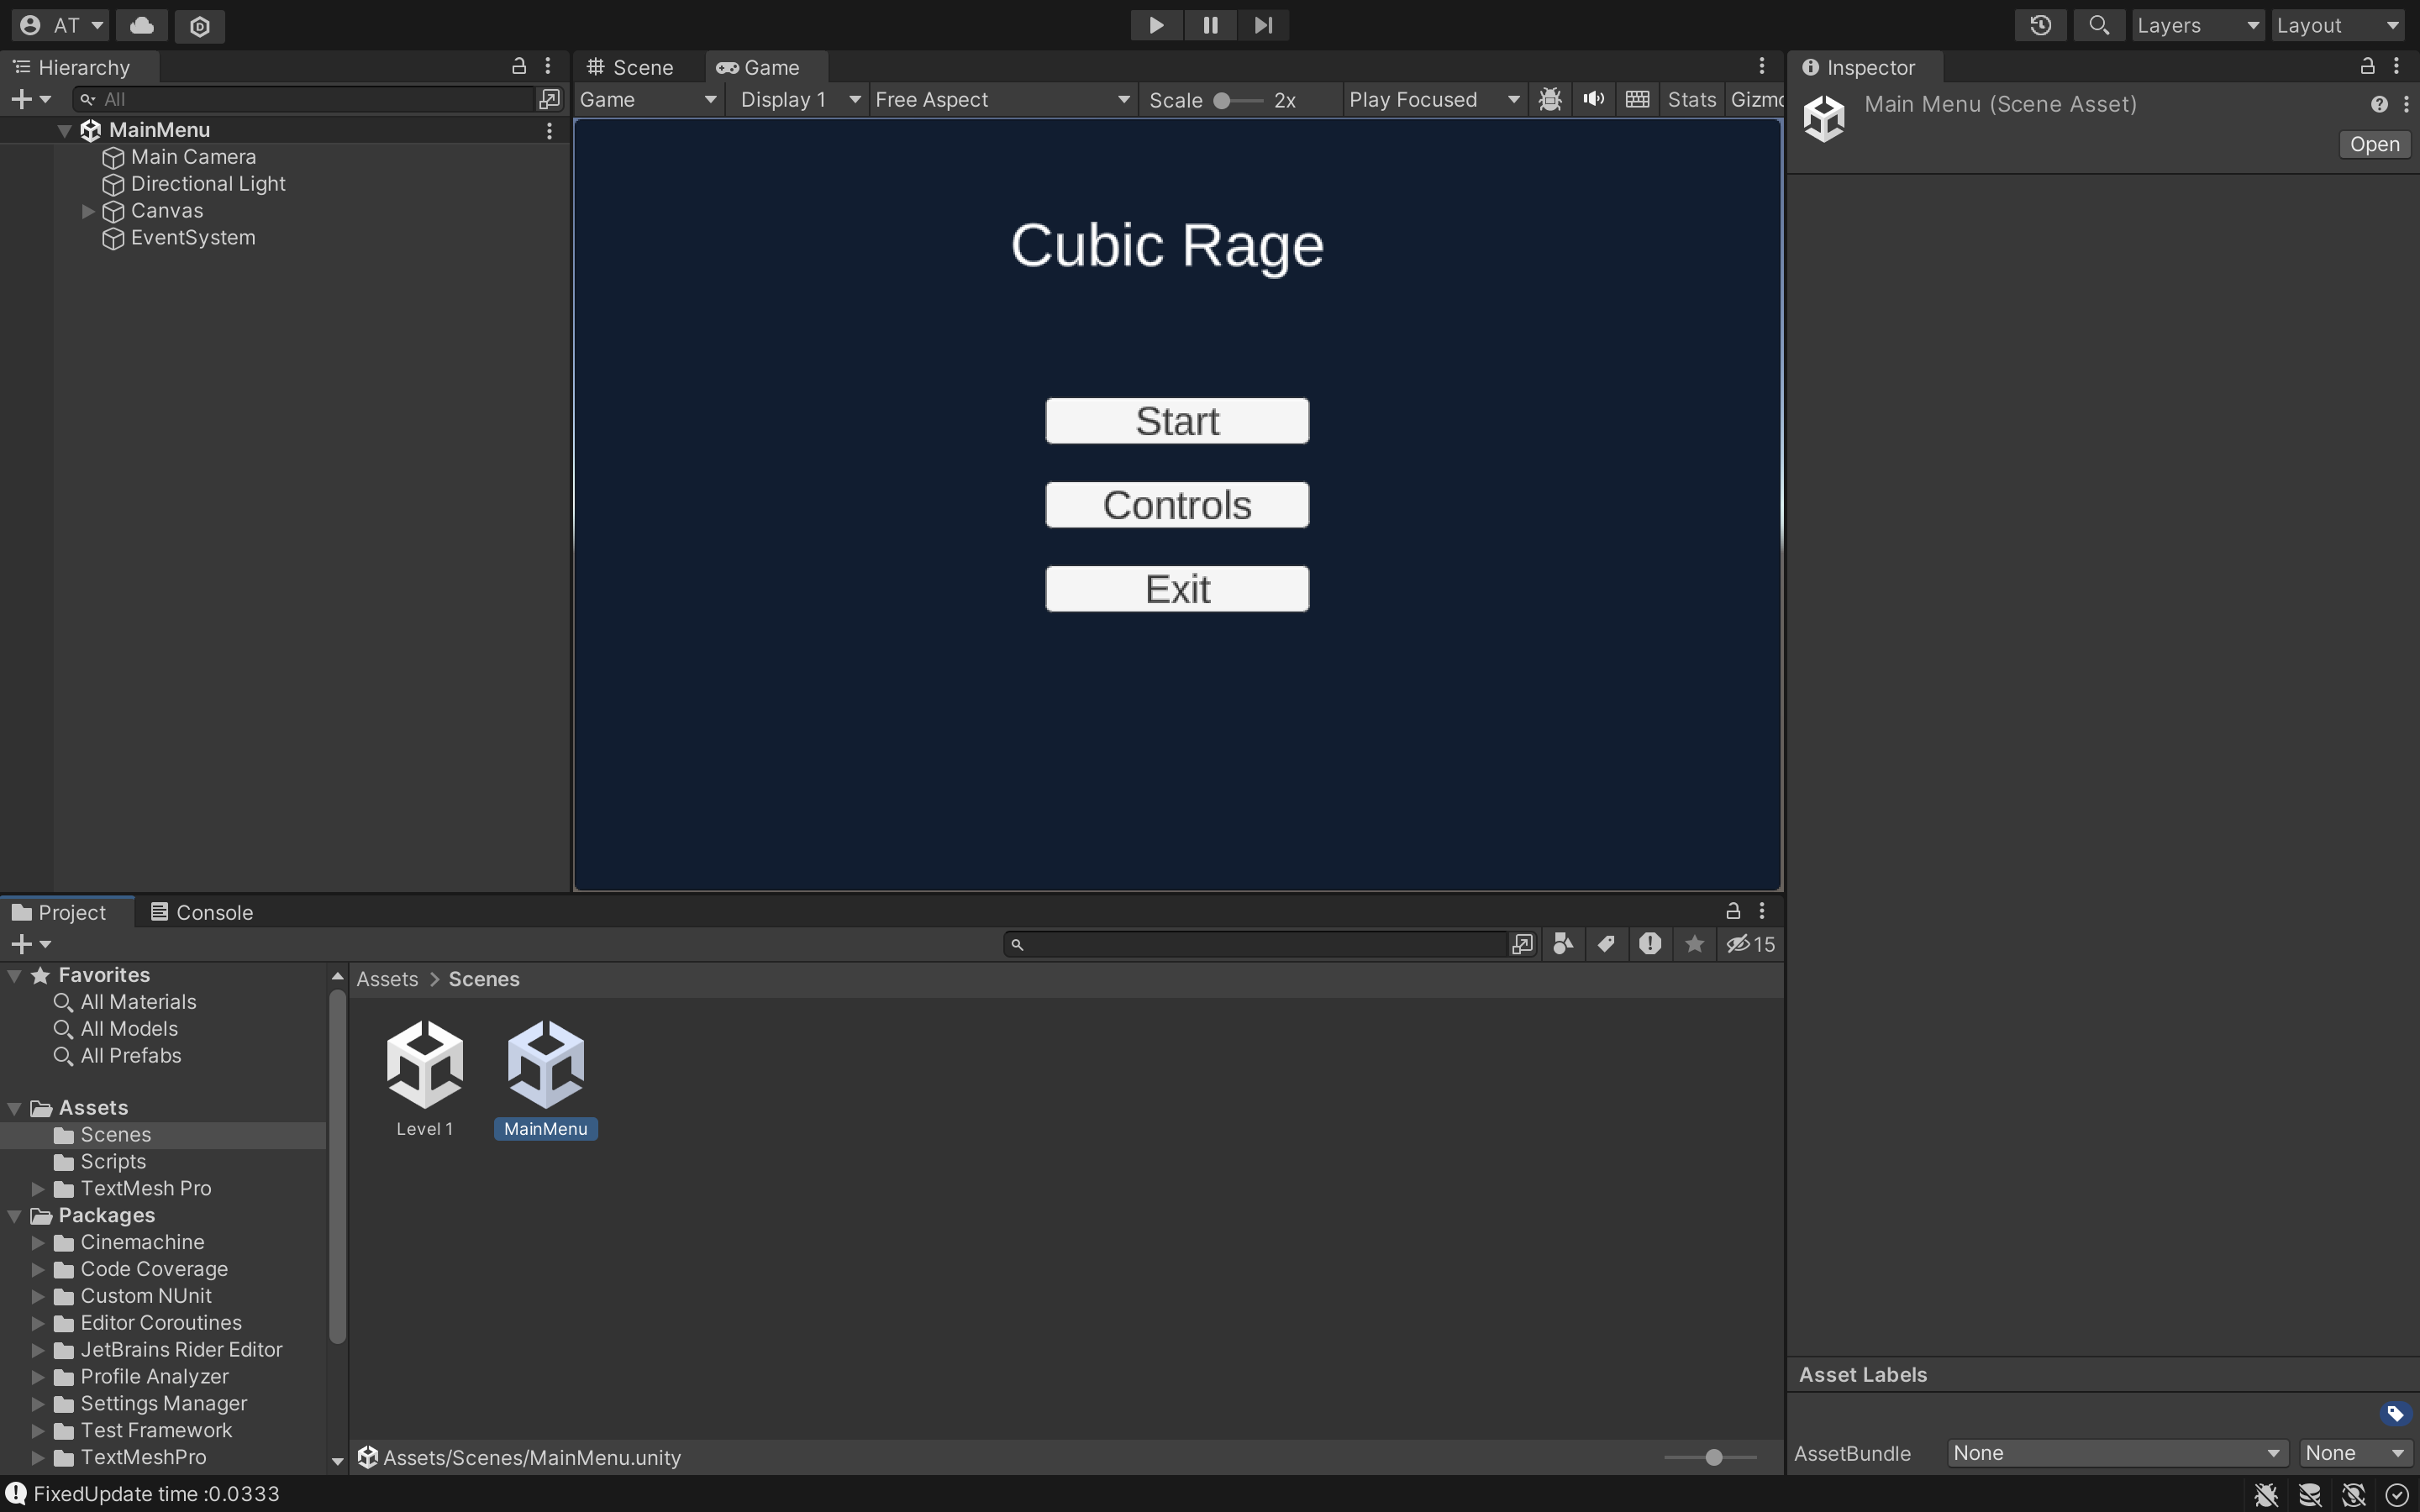 AT
Layers
Layout
Hierarchy
All
MainMenu
Main Camera
Directional Light
Canvas
EventSystem
Scene
Game
Game
Display 1
Free Aspect
Scale
2x
Play Focused
Stats
Gizmo
Cubic Rage
Start
Controls
Exit
Inspector
Main Menu (Scene Asset)
Open
Project
Console
15
Favorites
All Materials
All Models
All Prefabs
Assets
Scenes
Scripts
TextMesh Pro
Packages
Cinemachine
Code Coverage
Custom NUnit
Editor Coroutines
JetBrains Rider Editor
Profile Analyzer
Settings Manager
Test Framework
TextMeshPro
Assets > Scenes
Level 1
MainMenu
Assets/Scenes/MainMenu.unity
Asset Labels
AssetBundle
None
None
FixedUpdate time :0.0333